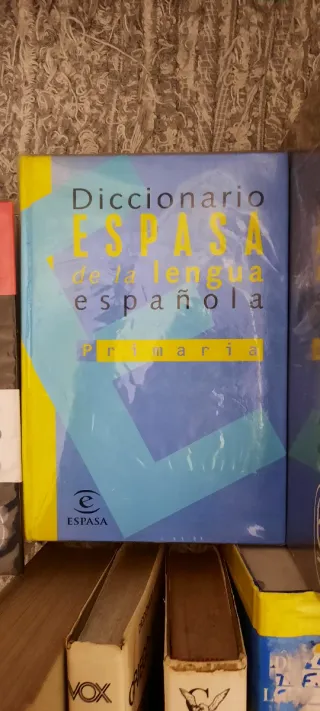 Diccionario
ESPASA
de la lengua
española
Primaria
e
ESPASA
VOX